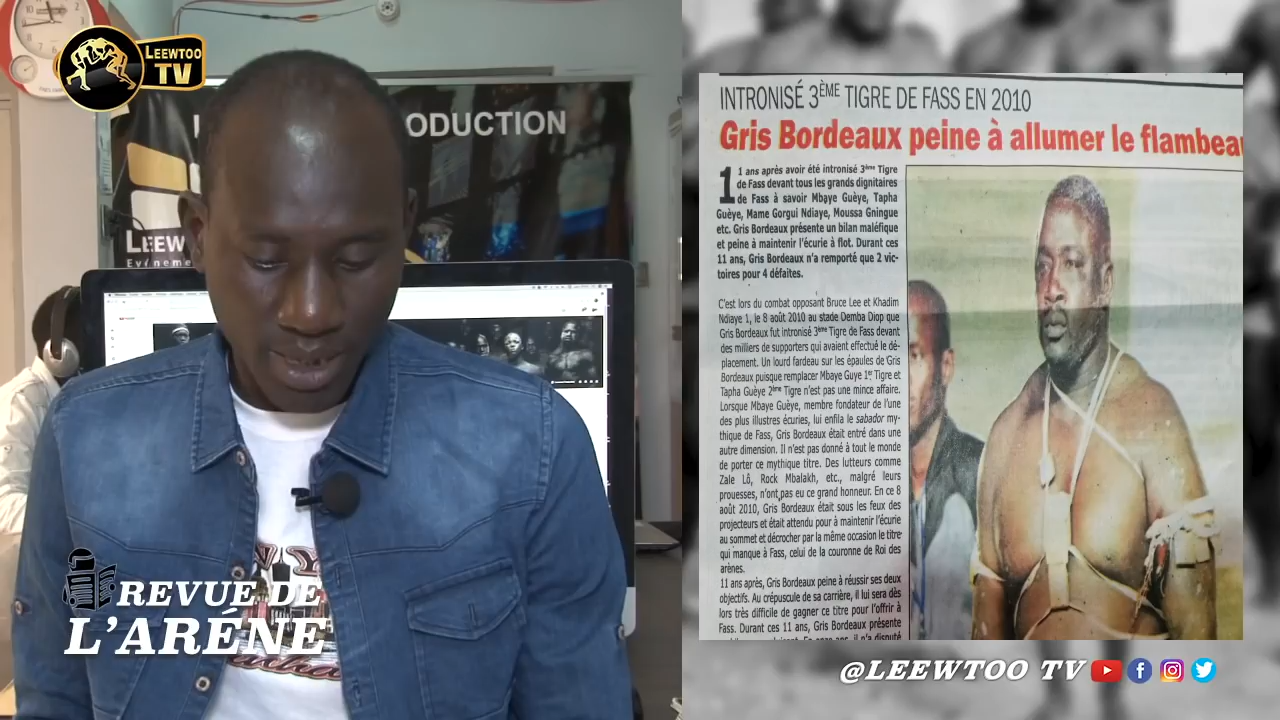 LEEWTOO
TV
ODUCTION
LEEW
REVUE DE
L'ARÉNE
INTRONISÉ 3ÈME TIGRE DE FASS EN 2010
Gris Bordeaux peine à allumer le flambeau
11 ans après avoir été intronisé 3ème Tigre
de Fass devant tous les grands dignitaires
de Fass à savoir Mbaye Guèye, Tapha
Guèye, Mame Gorgui Ndiaye, Moussa Gningue
etc. Gris Bordeaux présente un bilan maléfique
et peine à maintenir l'écurie à flot. Durant ces
11 ans, Gris Bordeaux n'a remporté que 2 vic-
toires pour 4 défaites.
C'est lors du combat opposant Bruce Lee et Khadim
Ndiaye 1, le 8 août 2010 au stade Demba Diop que
Gris Bordeaux fut intronisé 3ème Tigre de Fass devant
des milliers de supporters qui avaient effectué le dé-
placement. Un lourd fardeau sur les épaules de Gris
Bordeaux puisque remplacer Mbaye Guye 1er Tigre et
Tapha Guèye 2ème Tigre n'est pas une mince affaire.
Lorsque Mbaye Guèye, membre fondateur de l'une
des plus illustres écuries, lui enfila le sabador my-
thique de Fass, Gris Bordeaux était entré dans une
autre dimension. Il n'est pas donné à tout le monde
de porter ce mythique titre. Des lutteurs comme
Zale Lô, Rock Mbalakh, etc., malgré leurs
prouesses, n'ont pas eu ce grand honneur. En ce 8
août 2010, Gris Bordeaux était sous les feux des
projecteurs et était attendu pour à maintenir l'écurie
au sommet et décrocher par la même occasion le titre
qui manque à Fass, celui de la couronne de Roi des
arènes.
11 ans après, Gris Bordeaux peine à réussir ses deux
objectifs. Au crépuscule de sa carrière, il lui sera dès
lors très difficile de gagner ce titre pour l'offrir à
Fass. Durant ces 11 ans, Gris Bordeaux présente
@LEEWTOO TV